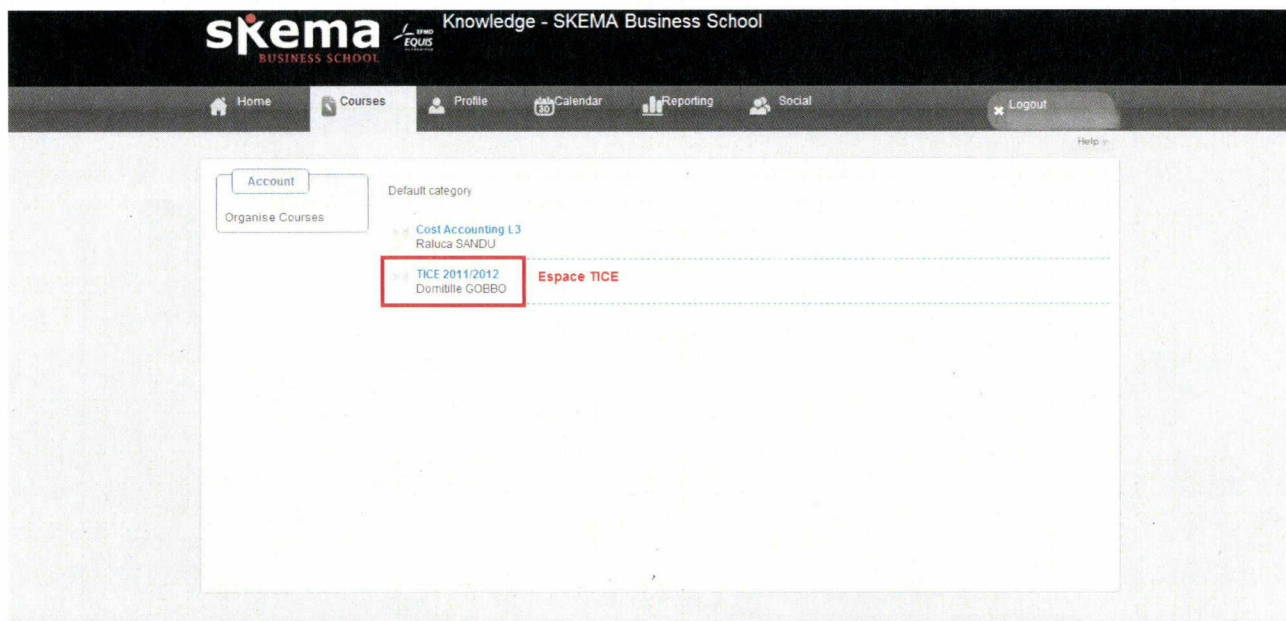 skema
BUSINESS SCHOOL
EFMD
EQUIS
Knowledge - SKEMA Business School
Home
Courses
Profile
30
Calendar
Reporting
Social
Logout
Help
Account
Organise Courses
Default category
Cost Accounting L3
Raluca SANDU
TICE 2011/2012
Domitille GOBBO
Espace TICE